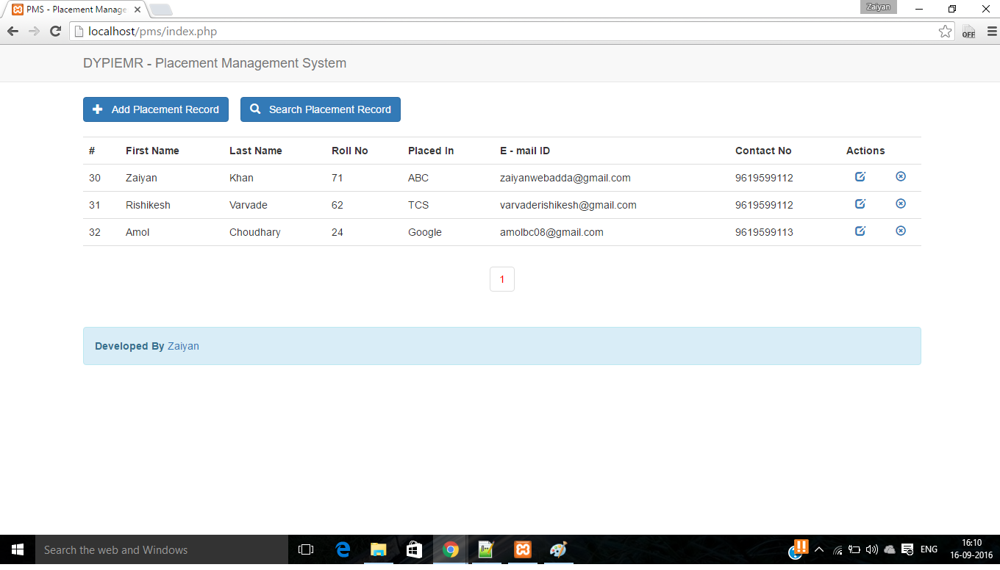 PMS - Placement Manage
Zaiyan
localhost/pms/index.php
OFF
DYPIEMR - Placement Management System
Add Placement Record Search Placement Record
# First Name Last Name Roll No Placed In E - mail ID Contact No Actions
30 Zaiyan Khan 71 ABC zaiyanwebadda@gmail.com 9619599112
31 Rishikesh Varvade 62 TCS varvaderishikesh@gmail.com 9619599112
32 Amol Choudhary 24 Google amolbc08@gmail.com 9619599113
1
Developed By Zaiyan
Search the web and Windows
ENG
16:10
16-09-2016